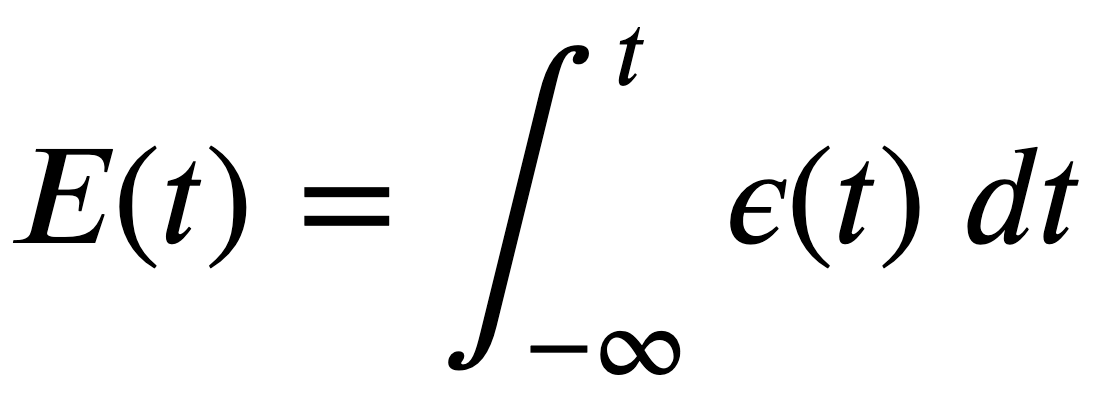 E(t) = ∫_{-∞}^{t} ϵ(t) dt